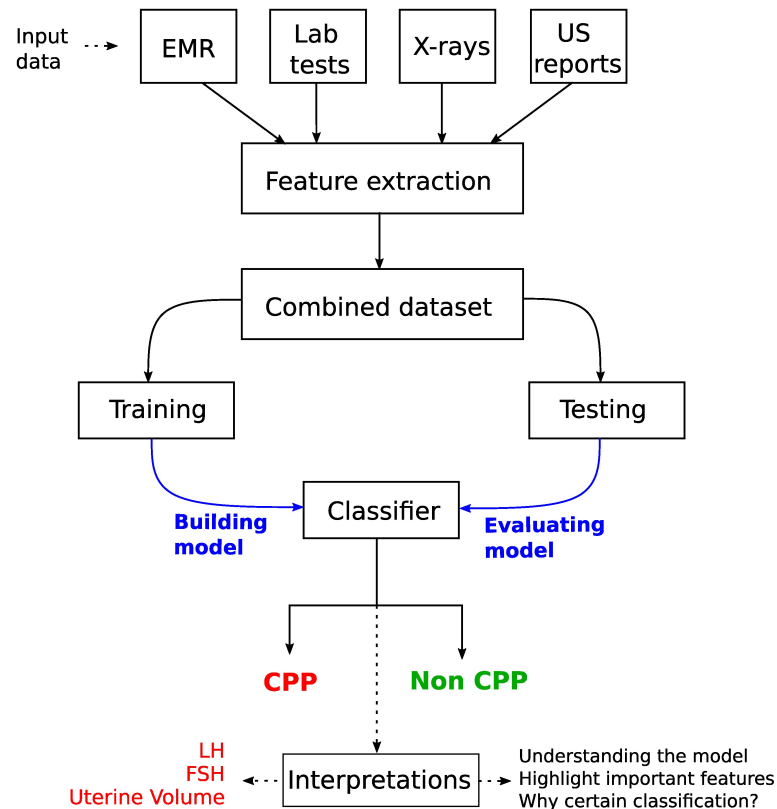 Input
data
EMR
Lab
tests
X-rays
US
reports
Feature extraction
Combined dataset
Training
Testing
Classifier
Building
model
Evaluating
model
CPP
Non CPP
LH
FSH
Uterine Volume
Interpretations
Understanding the model
Highlight important features
Why certain classification?